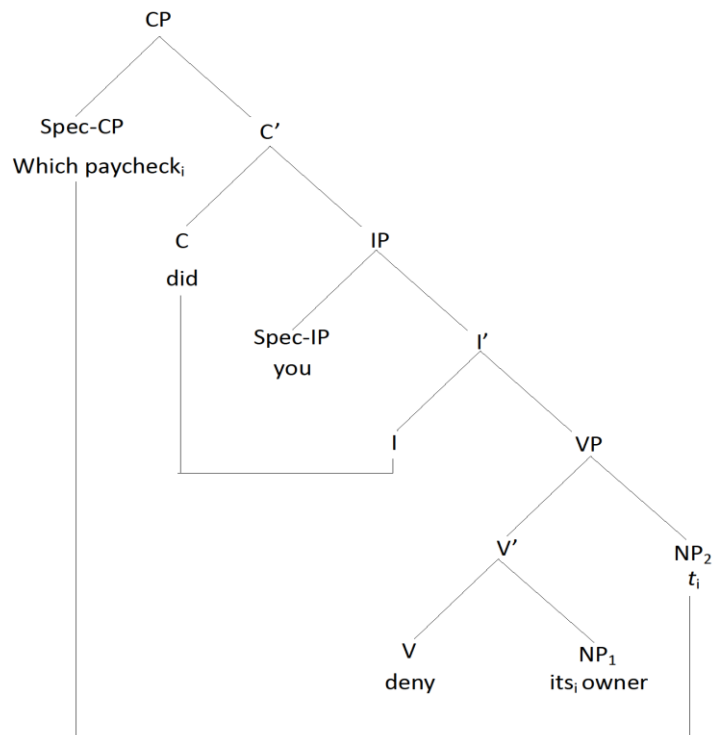 CP
Spec-CP
C’
Which paycheckᵢ
C
IP
did
Spec-IP
I’
you
I
VP
V’
NP₂
tᵢ
V
NP₁
deny
itsᵢ owner